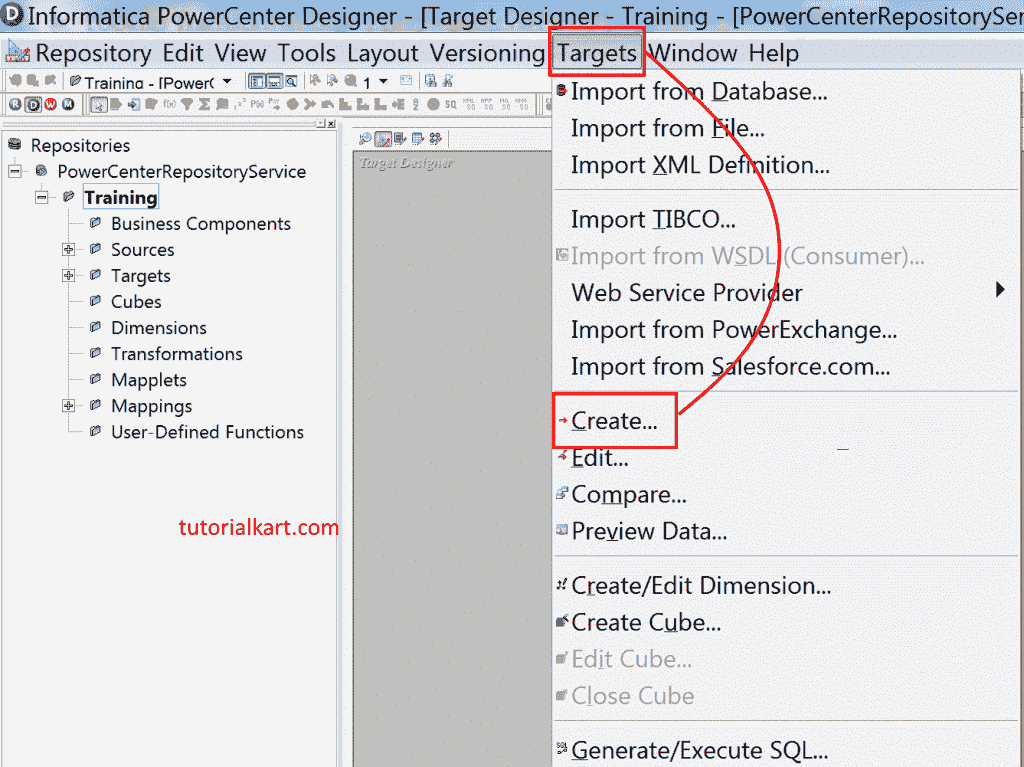 Informatica PowerCenter Designer - [Target Designer - Training - [PowerCenterRepositorySer
Repository Edit View Tools Layout Versioning Targets Window Help
Training - [PowerC 1
Repositories
PowerCenterRepositoryService
Training
Business Components
Sources
Targets
Cubes
Dimensions
Transformations
Mapplets
Mappings
User-Defined Functions
tutorialkart.com
Target Designer
Import from Database...
Import from File...
Import XML Definition...
Import TIBCO...
Import from WSDL (Consumer)...
Web Service Provider
Import from PowerExchange...
Import from Salesforce.com...
Create...
Edit...
Compare...
Preview Data...
Create/Edit Dimension...
Create Cube...
Edit Cube...
Close Cube
Generate/Execute SQL...